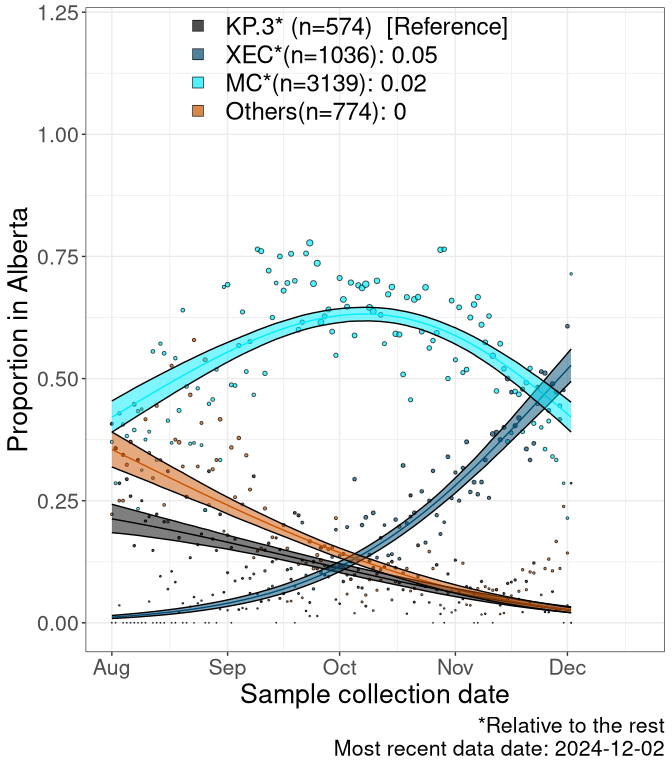 KP.3* (n=574)  [Reference]
XEC*(n=1036): 0.05
MC*(n=3139): 0.02
Others(n=774): 0
Proportion in Alberta
1.25
1.00
0.75
0.50
0.25
0.00
Aug Sep Oct Nov Dec
Sample collection date
*Relative to the rest
Most recent data date: 2024-12-02